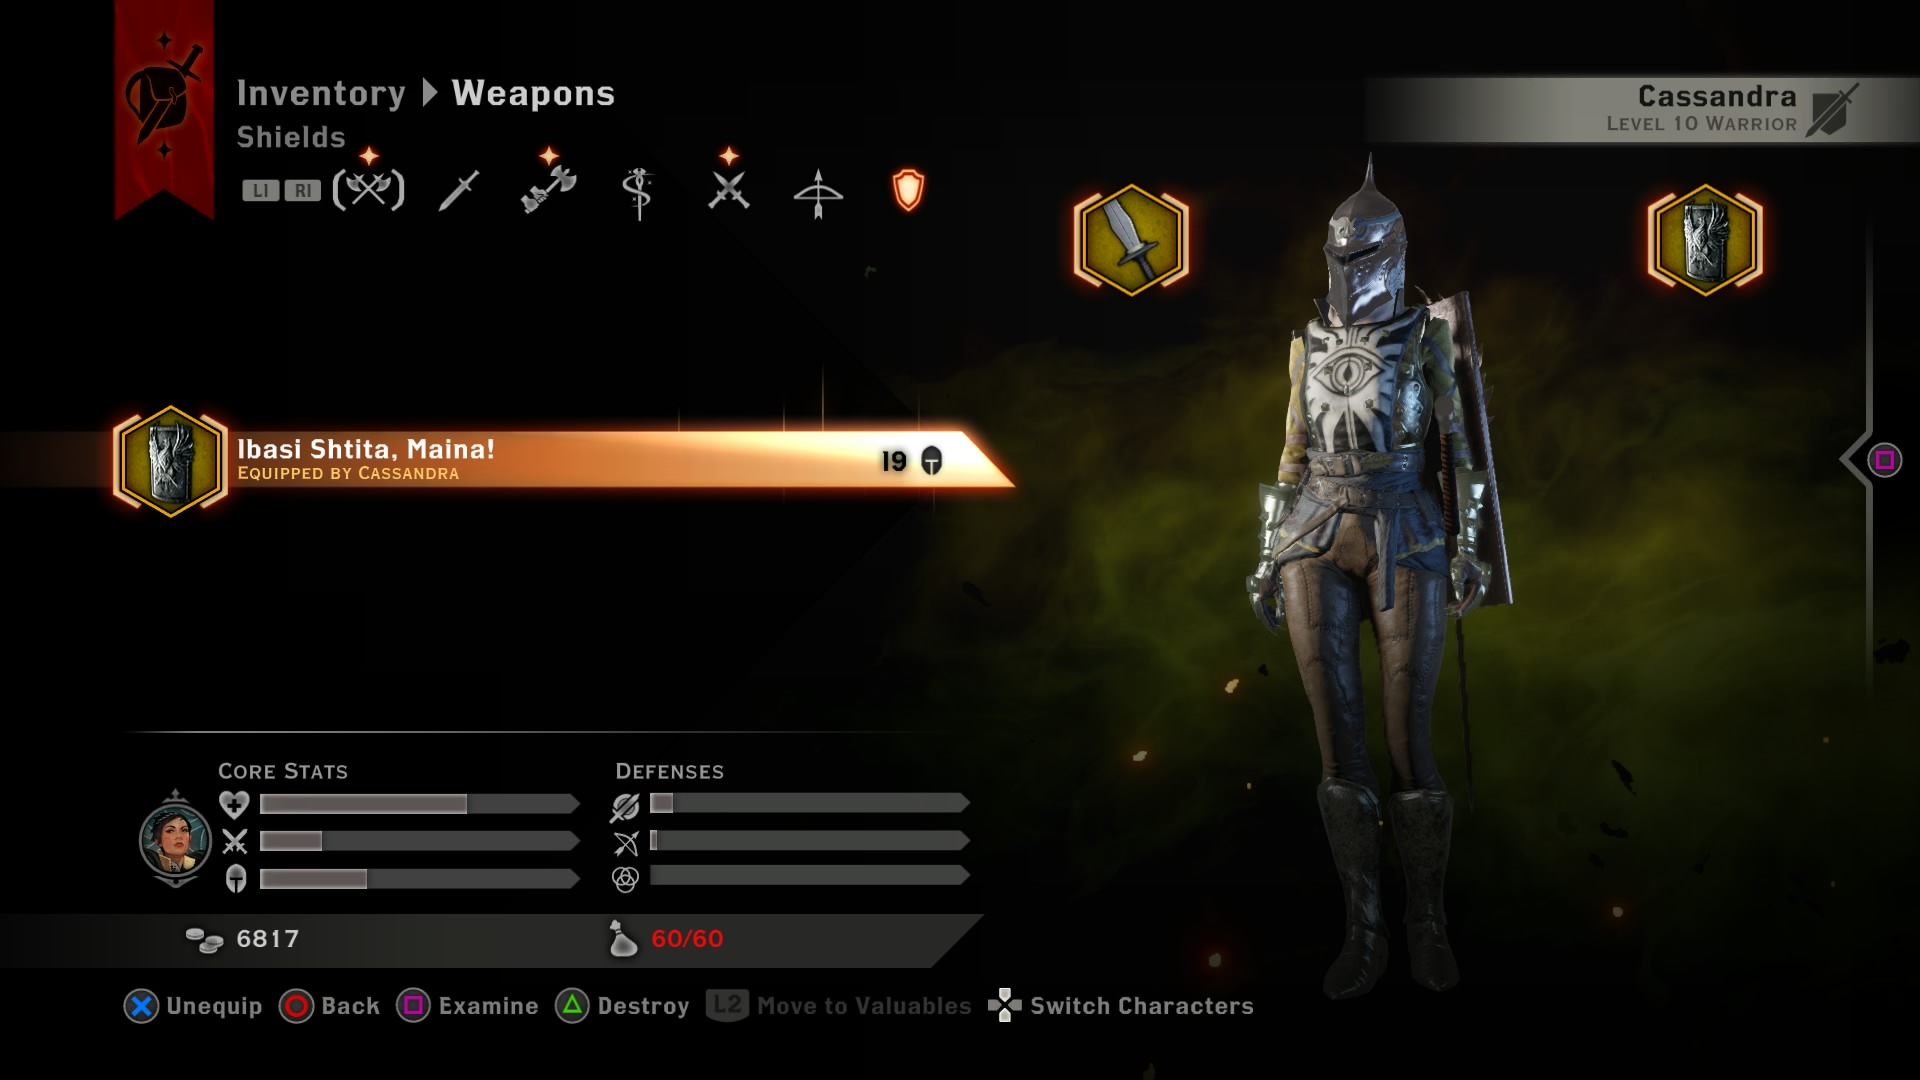 Inventory Weapons
Shields
L1 R1
Cassandra
Level 10 Warrior
Ibasi Shtita, Maina!
Equipped by Cassandra
19
Core Stats
Defenses
6817
60/60
Unequip Back Examine Destroy L2 Move to Valuables Switch Characters